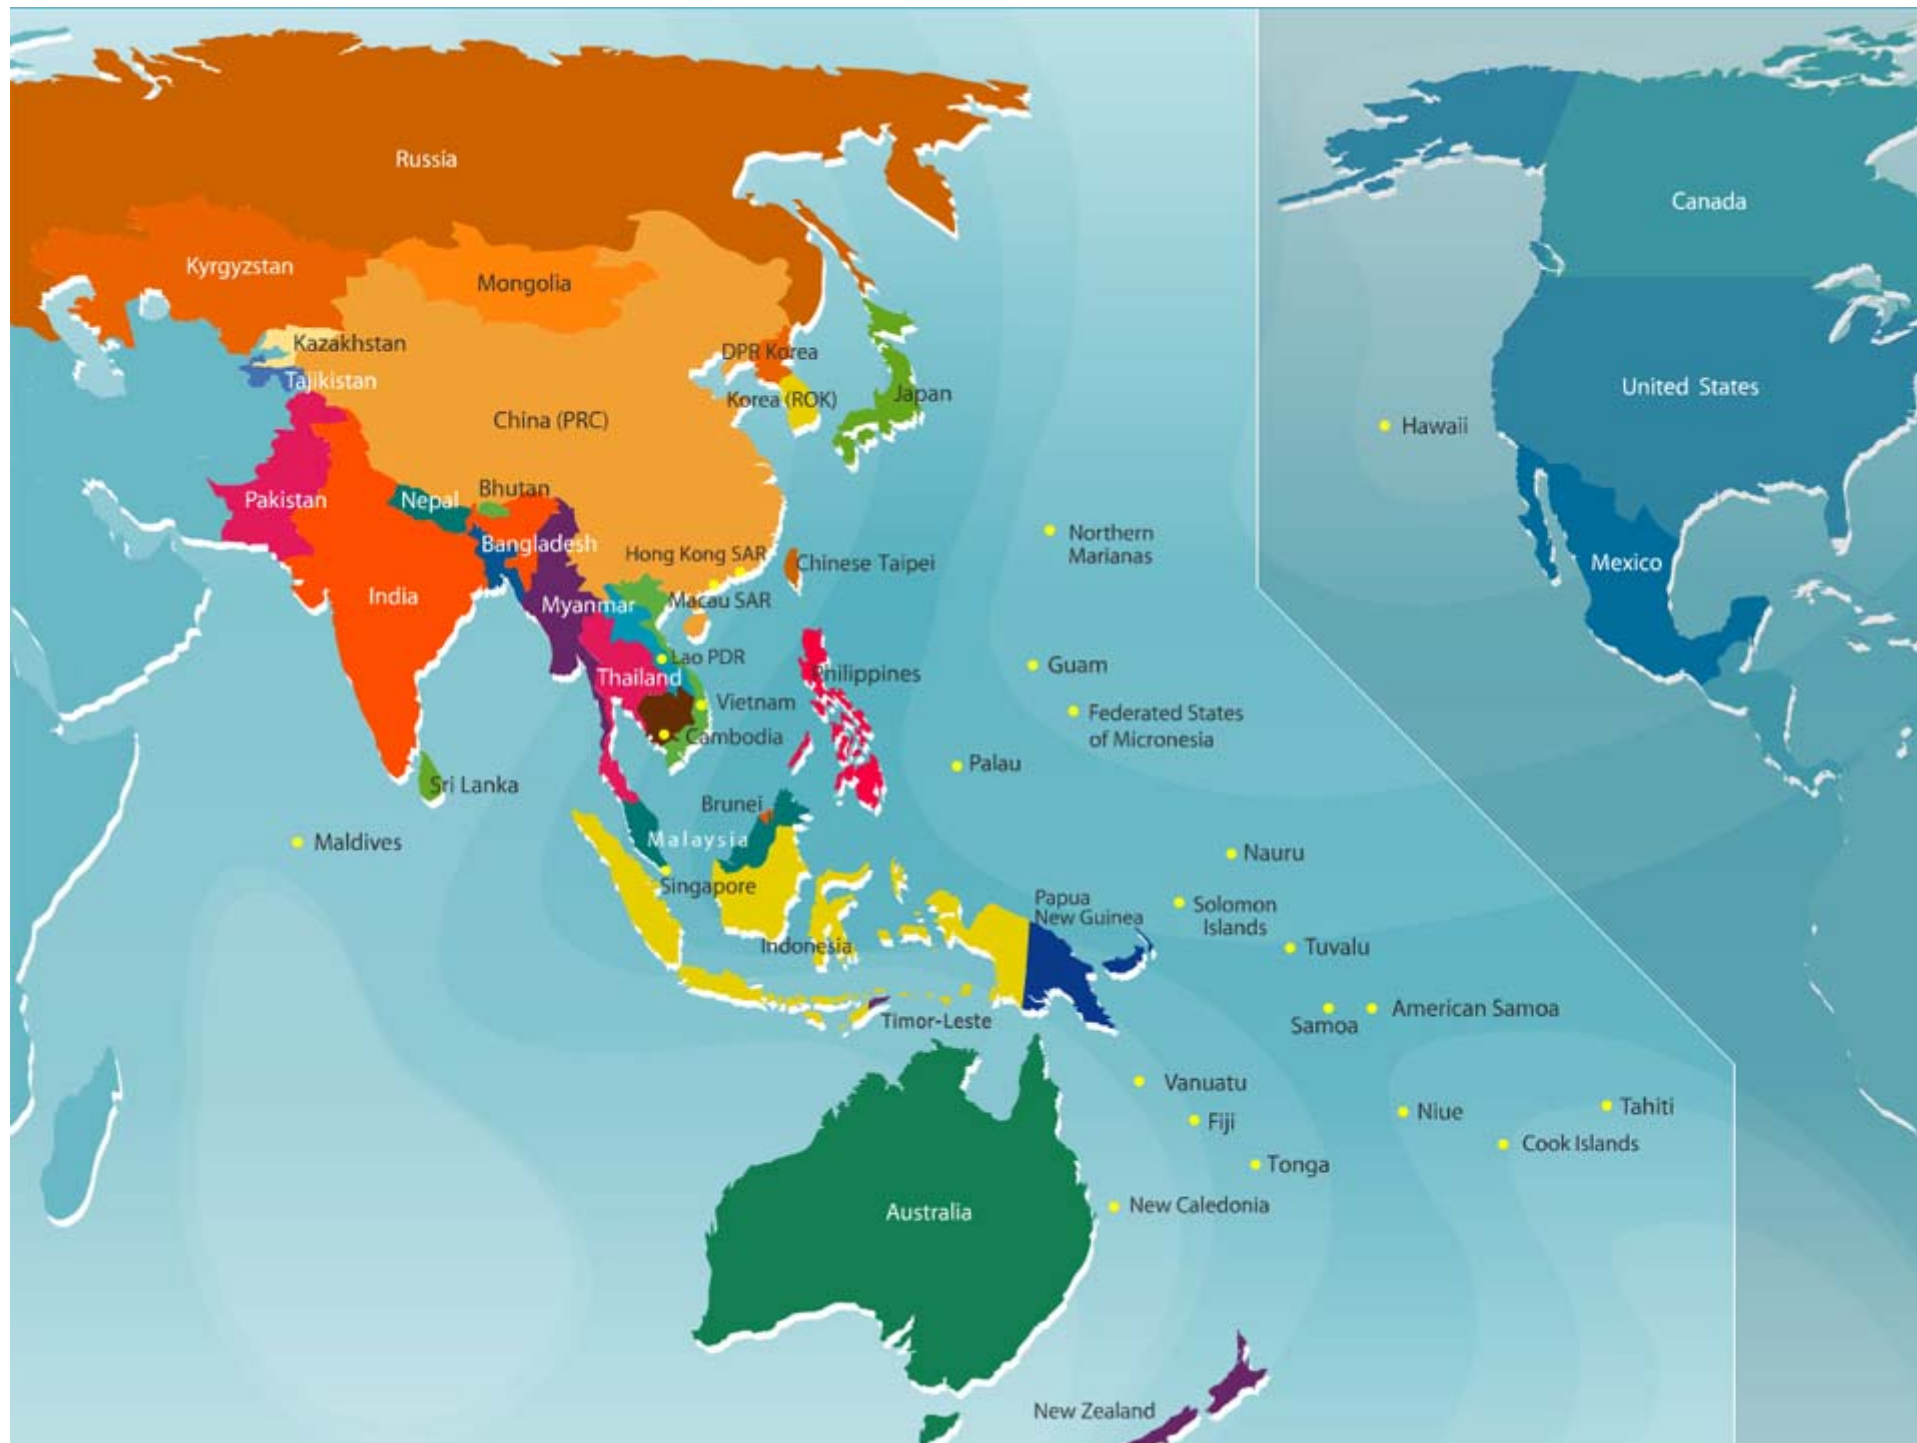 Russia
Canada
Kyrgyzstan
Mongolia
Kazakhstan
DPR Korea
Tajikistan
United States
Japan
Korea (ROK)
China (PRC)
Hawaii
Bhutan
Pakistan
Nepal
Northern
Marianas
Bangladesh
Hong Kong SAR
Chinese Taipei
Mexico
India
Myanmar
Macau SAR
Lao PDR
Guam
Thailand
Philippines
Vietnam
Federated States
of Micronesia
Cambodia
Palau
Sri Lanka
Brunei
Maldives
Malaysia
Nauru
Singapore
Papua
New Guinea
Solomon
Islands
Indonesia
Tuvalu
American Samoa
Timor-Leste
Samoa
Vanuatu
Tahiti
Niue
Fiji
Cook Islands
Tonga
New Caledonia
Australia
New Zealand